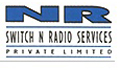 NR
SWITCH N RADIO SERVICES
PRIVATE LIMITED